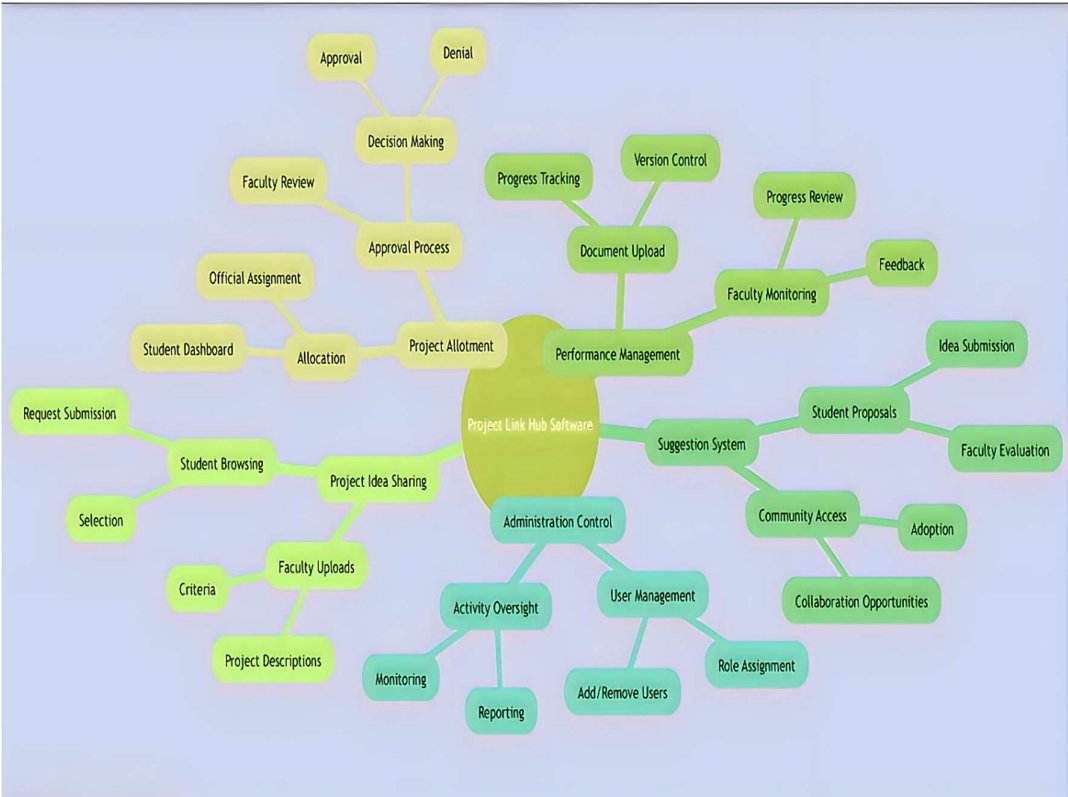 Approval
Denial
Decision Making
Version Control
Progress Tracking
Faculty Review
Progress Review
Approval Process
Document Upload
Feedback
Official Assignment
Faculty Monitoring
Project Allotment
Idea Submission
Student Dashboard
Allocation
Performance Management
Request Submission
Student Proposals
Project Link Hub Software
Suggestion System
Faculty Evaluation
Student Browsing
Project Idea Sharing
Selection
Administration Control
Community Access
Adoption
Faculty Uploads
Criteria
Activity Oversight
User Management
Collaboration Opportunities
Project Descriptions
Monitoring
Role Assignment
Add/Remove Users
Reporting